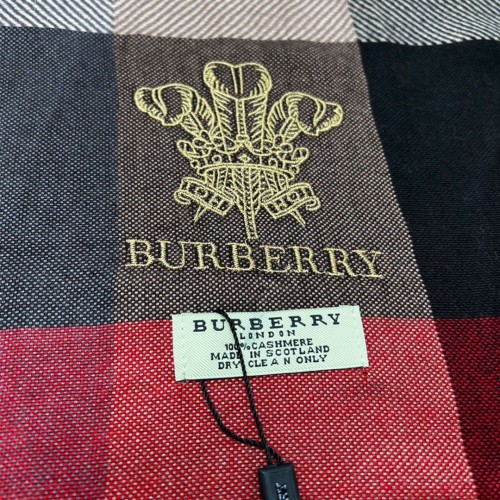 BURBERRY
BURBERRY
LONDON
100% CASHMERE
MADE IN SCOTLAND
DRY CLEAN ONLY